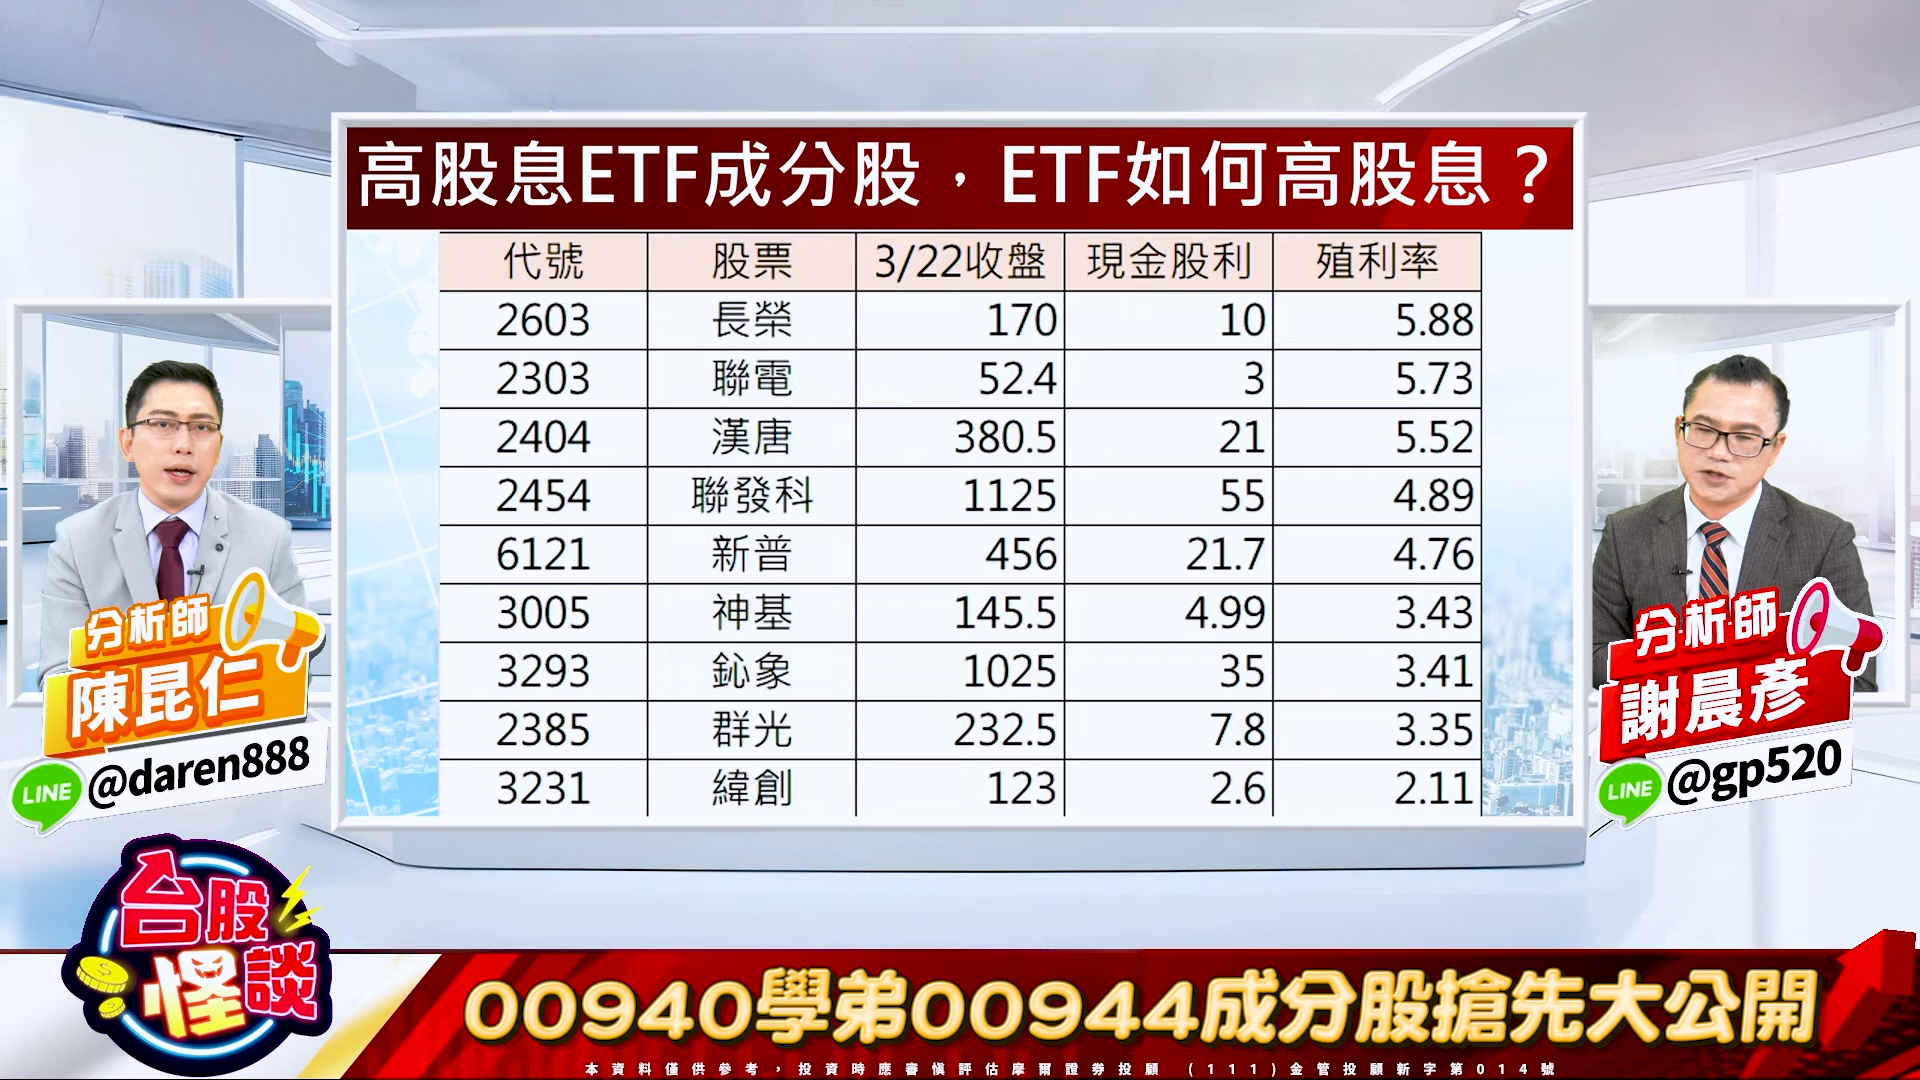 高股息ETF成分股，ETF如何高股息？
代號 股票 3/22收盤 現金股利 殖利率
2603 長榮 170 10 5.88
2303 聯電 52.4 3 5.73
2404 漢唐 380.5 21 5.52
2454 聯發科 1125 55 4.89
6121 新普 456 21.7 4.76
3005 神基 145.5 4.99 3.43
3293 鈊象 1025 35 3.41
2385 群光 232.5 7.8 3.35
3231 緯創 123 2.6 2.11
分析師
陳昆仁
LINE @daren888
分析師
謝晨彥
LINE @gp520
台股
怪談
00940學弟00944成分股搶先大公開
本資料僅供參考，投資時應審慎評估摩爾證券投顧 (111)金管投顧新字第014號